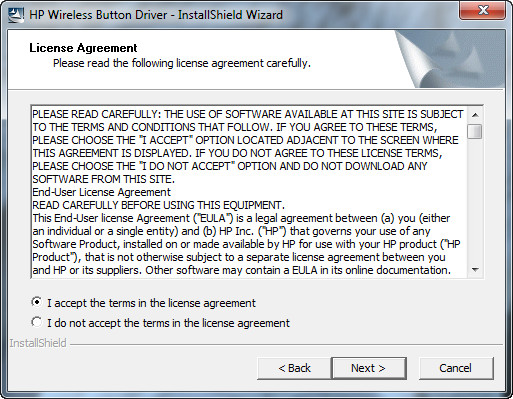 HP Wireless Button Driver - InstallShield Wizard
License Agreement
Please read the following license agreement carefully.
PLEASE READ CAREFULLY: THE USE OF SOFTWARE AVAILABLE AT THIS SITE IS SUBJECT
TO THE TERMS AND CONDITIONS THAT FOLLOW. IF YOU AGREE TO THESE TERMS,
PLEASE CHOOSE THE "I ACCEPT" OPTION LOCATED ADJACENT TO THE SCREEN WHERE
THIS AGREEMENT IS DISPLAYED. IF YOU DO NOT AGREE TO THESE LICENSE TERMS,
PLEASE CHOOSE THE "I DO NOT ACCEPT" OPTION AND DO NOT DOWNLOAD ANY
SOFTWARE FROM THIS SITE.
End-User License Agreement
READ CAREFULLY BEFORE USING THIS EQUIPMENT.
This End-User license Agreement ("EULA") is a legal agreement between (a) you (either
an individual or a single entity) and (b) HP Inc. ("HP") that governs your use of any
Software Product, installed on or made available by HP for use with your HP product ("HP
Product"), that is not otherwise subject to a separate license agreement between you
and HP or its suppliers. Other software may contain a EULA in its online documentation.
I accept the terms in the license agreement
I do not accept the terms in the license agreement
InstallShield
< Back
Next >
Cancel